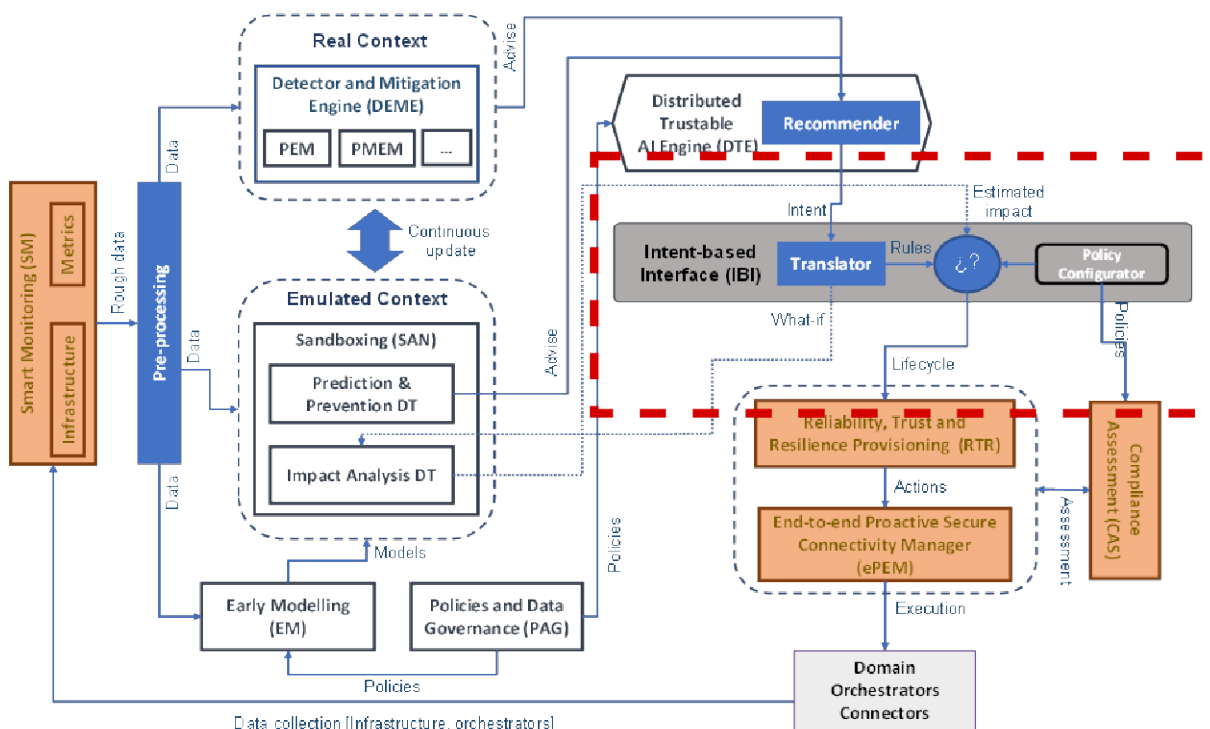 Real Context
Detector and Mitigation
Engine (DEME)
PEM
PMEM
...
Advise
Distributed
Trustable
AI Engine (DTE)
Recommender
Data
Smart Monitoring (SM)
Metrics
Infrastructure
Rough data
Pre-processing
Continuous
update
Intent
Estimated
impact
Intent-based
Interface (IBI)
Translator
Rules
¿?
Policy
Configurator
Emulated Context
Sandboxing (SAN)
Prediction &
Prevention DT
Impact Analysis DT
Data
Advise
What-if
Lifecycle
Policies
Reliability, Trust and
Resilience Provisioning (RTR)
Actions
End-to-end Proactive Secure
Connectivity Manager
(ePEM)
Compliance
Assessment (CAS)
Assessment
Data
Models
Policies
Early Modelling
(EM)
Policies and Data
Governance (PAG)
Policies
Execution
Domain
Orchestrators
Connectors
Data collection [Infrastructure, orchestrators]